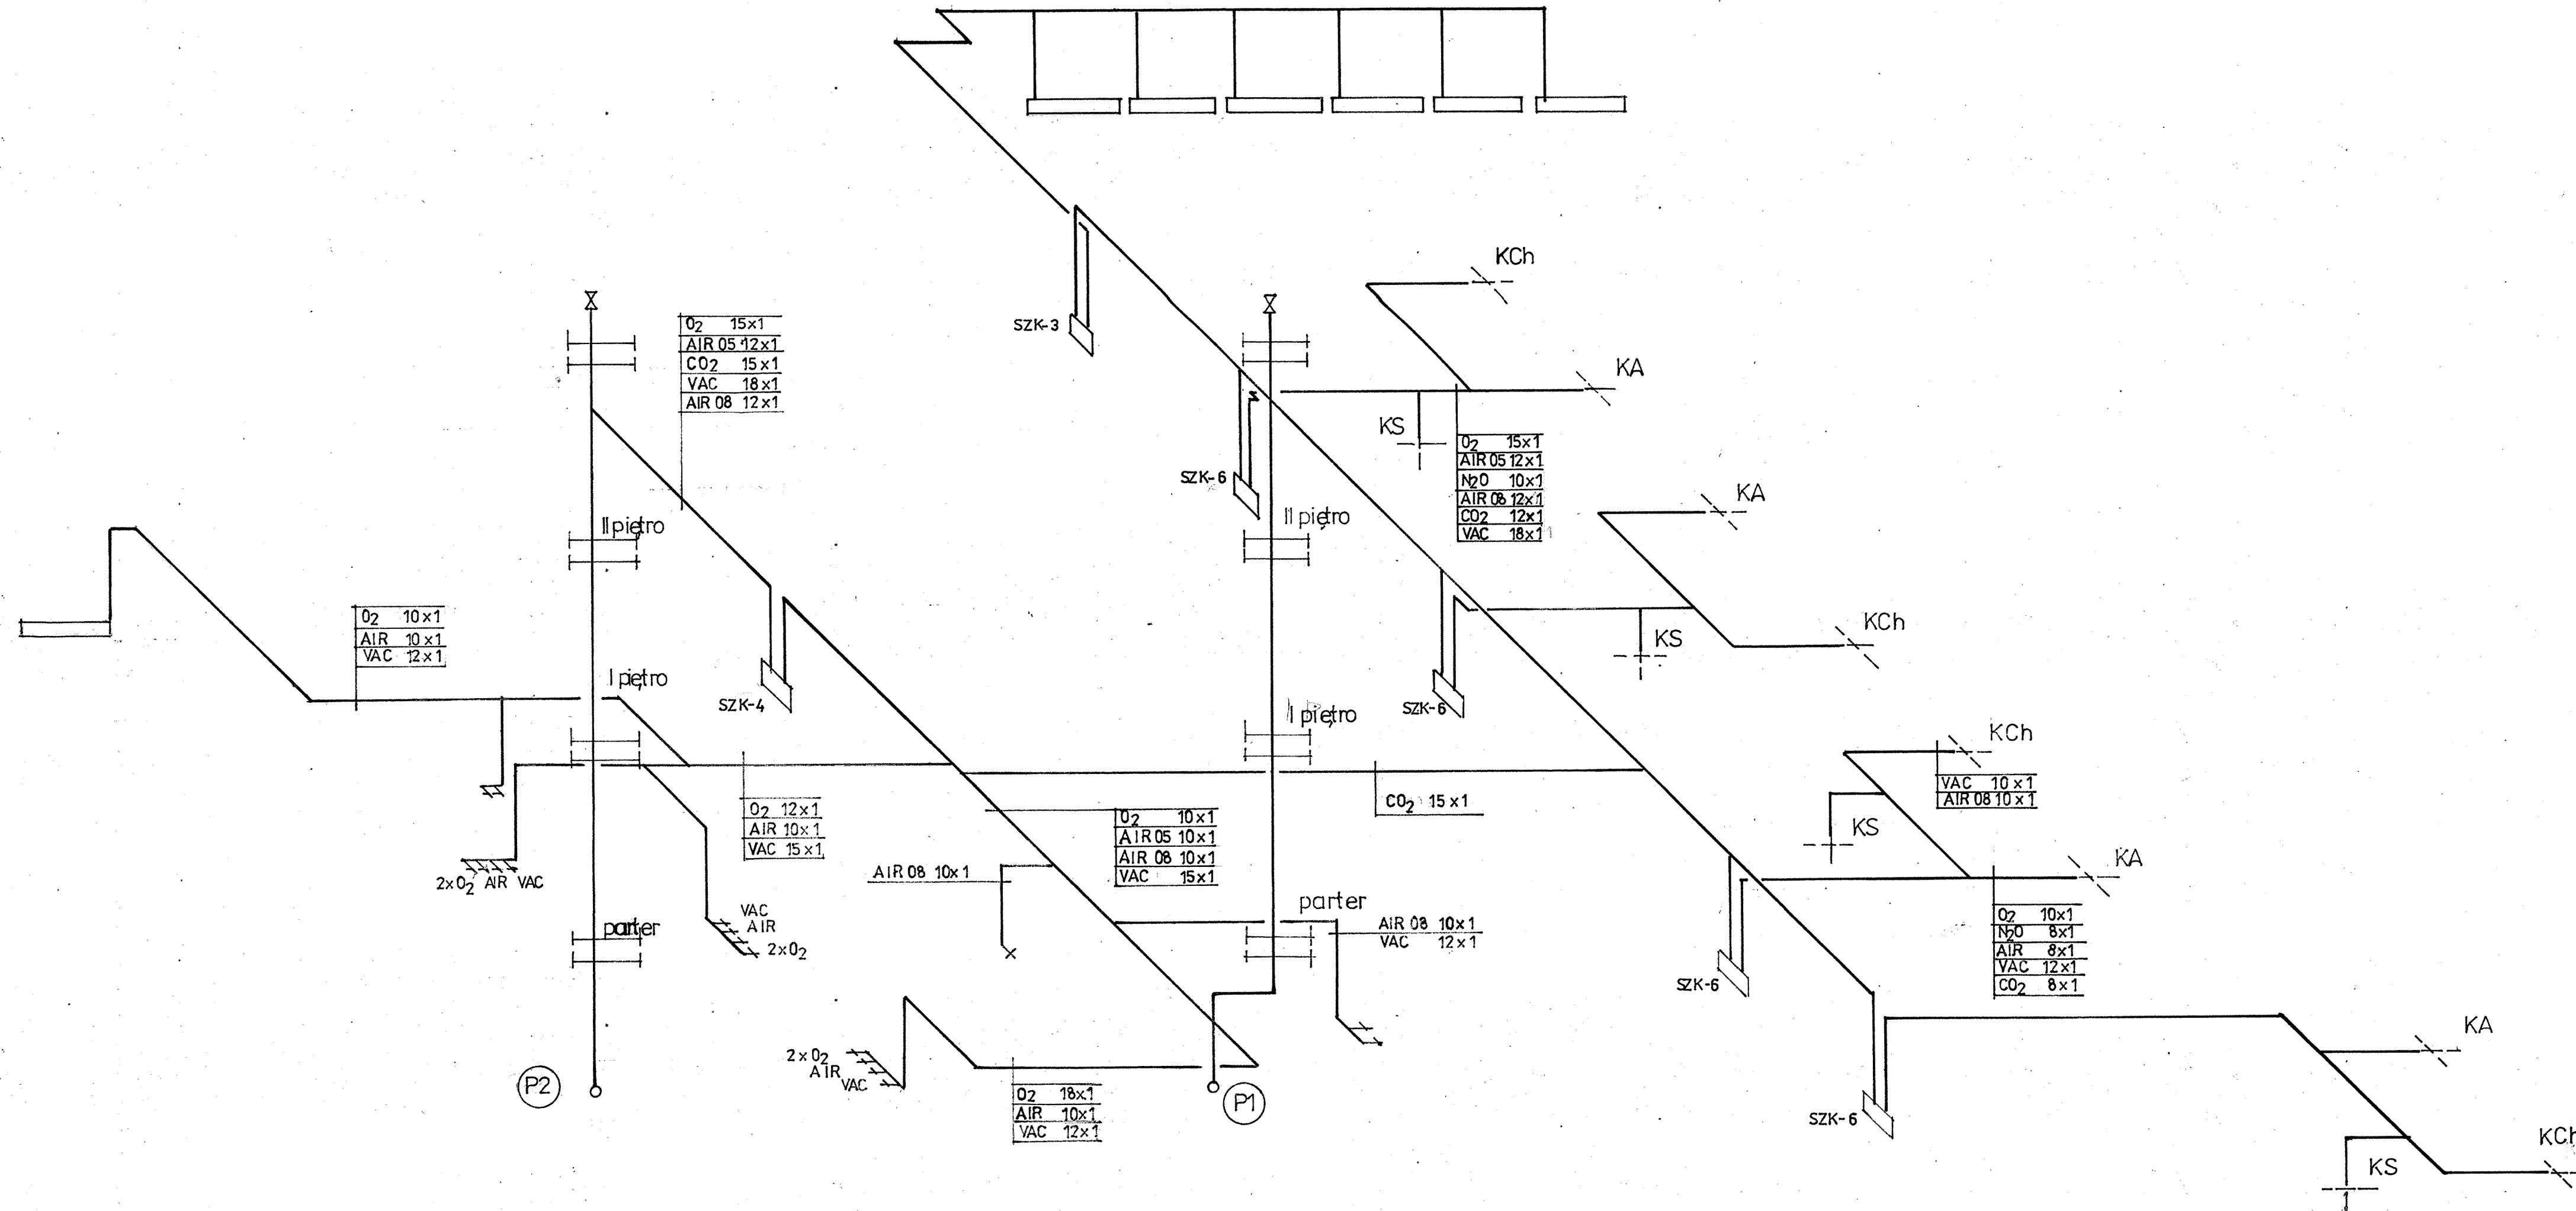 KCh
SZK-3
KA
KS
O2 15x1
AIR 05 12x1
CO2 15x1
VAC 18x1
AIR 08 12x1
O2 15x1
AIR 05 12x1
N2O 10x1
AIR 08 12x1
CO2 12x1
VAC 18x1
SZK-6
II piętro
II piętro
KA
O2 10x1
AIR 10x1
VAC 12x1
KCh
KS
I piętro
SZK-4
SZK-6
I piętro
KCh
VAC 10x1
AIR 08 10x1
KS
O2 12x1
AIR 10x1
VAC 15x1
O2 10x1
AIR 05 10x1
AIR 08 10x1
VAC 15x1
CO2 15x1
KA
2xO2 AIR VAC
AIR 08 10x1
parter
VAC
AIR
2xO2
parter
AIR 08 10x1
VAC 12x1
O2 10x1
N2O 8x1
AIR 8x1
VAC 12x1
CO2 8x1
SZK-6
KA
2xO2
AIR
VAC
P2
O2 18x1
AIR 10x1
VAC 12x1
P1
SZK-6
KCh
KS